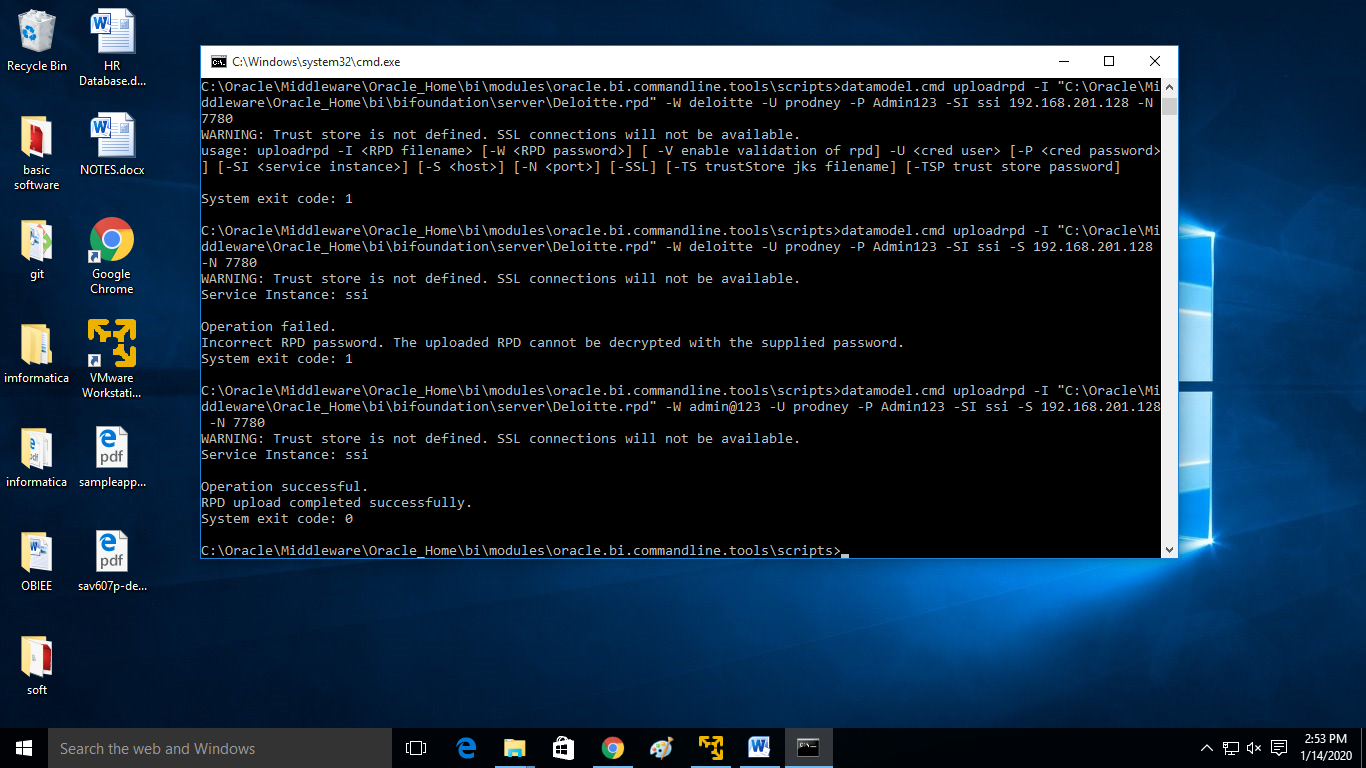 Recycle Bin
HR
Database.d...
basic
software
NOTES.docx
git
Google
Chrome
imformatica
VMware
Workstati...
informatica
pdf
sampleapp...
OBIEE
pdf
sav607p-de...
soft
C:\Windows\system32\cmd.exe
C:\Oracle\Middleware\Oracle_Home\bi\modules\oracle.bi.commandline.tools\scripts>datamodel.cmd uploadrpd -I "C:\Oracle\Mi
ddleware\Oracle_Home\bi\bifoundation\server\Deloitte.rpd" -W deloitte -U prodney -P Admin123 -SI ssi 192.168.201.128 -N
7780
WARNING: Trust store is not defined. SSL connections will not be available.
usage: uploadrpd -I <RPD filename> [-W <RPD password>] [ -V enable validation of rpd] -U <cred user> [-P <cred password>
] [-SI <service instance>] [-S <host>] [-N <port>] [-SSL] [-TS trustStore jks filename] [-TSP trust store password]
System exit code: 1
C:\Oracle\Middleware\Oracle_Home\bi\modules\oracle.bi.commandline.tools\scripts>datamodel.cmd uploadrpd -I "C:\Oracle\Mi
ddleware\Oracle_Home\bi\bifoundation\server\Deloitte.rpd" -W deloitte -U prodney -P Admin123 -SI ssi -S 192.168.201.128
-N 7780
WARNING: Trust store is not defined. SSL connections will not be available.
Service Instance: ssi
Operation failed.
Incorrect RPD password. The uploaded RPD cannot be decrypted with the supplied password.
System exit code: 1
C:\Oracle\Middleware\Oracle_Home\bi\modules\oracle.bi.commandline.tools\scripts>datamodel.cmd uploadrpd -I "C:\Oracle\Mi
ddleware\Oracle_Home\bi\bifoundation\server\Deloitte.rpd" -W admin@123 -U prodney -P Admin123 -SI ssi -S 192.168.201.128
-N 7780
WARNING: Trust store is not defined. SSL connections will not be available.
Service Instance: ssi
Operation successful.
RPD upload completed successfully.
System exit code: 0
C:\Oracle\Middleware\Oracle_Home\bi\modules\oracle.bi.commandline.tools\scripts>
Search the web and Windows
2:53 PM
1/14/2020